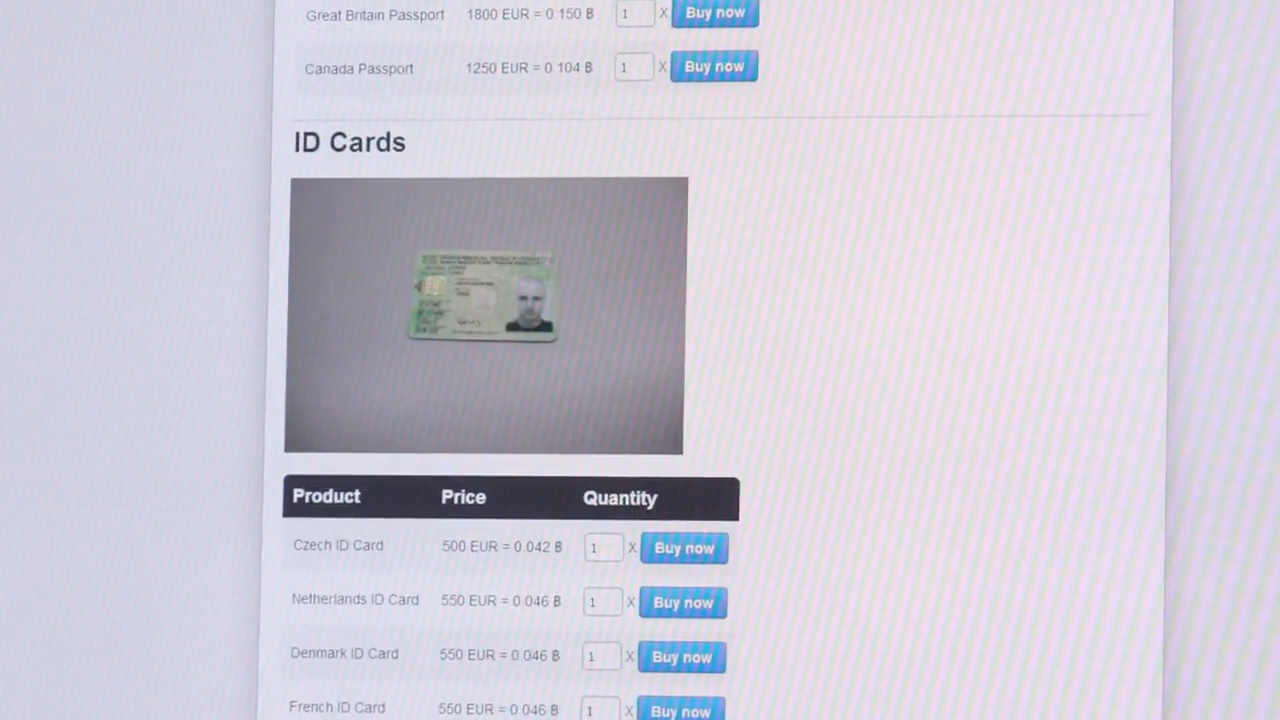 Great Britain Passport 1800 EUR = 0 150 B 1 X Buy now
Canada Passport 1250 EUR = 0 104 B 1 X Buy now
ID Cards
Product Price Quantity
Czech ID Card 500 EUR = 0.042 B 1 X Buy now
Netherlands ID Card 550 EUR = 0.046 B 1 X Buy now
Denmark ID Card 550 EUR = 0.046 B 1 X Buy now
French ID Card 550 EUR = 0.046 B 1 X Buy now